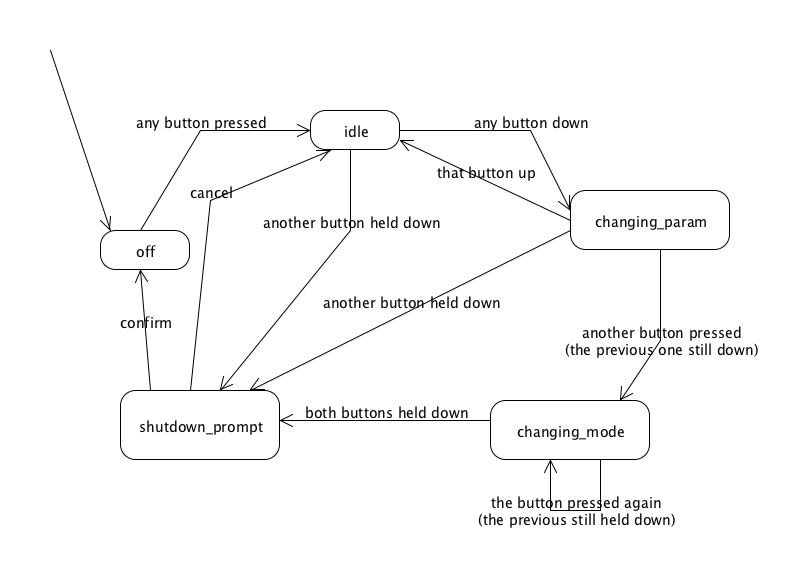 any button pressed
idle
any button down
that button up
cancel
another button held down
changing_param
off
another button held down
confirm
another button pressed
(the previous one still down)
shutdown_prompt
both buttons held down
changing_mode
the button pressed again
(the previous still held down)